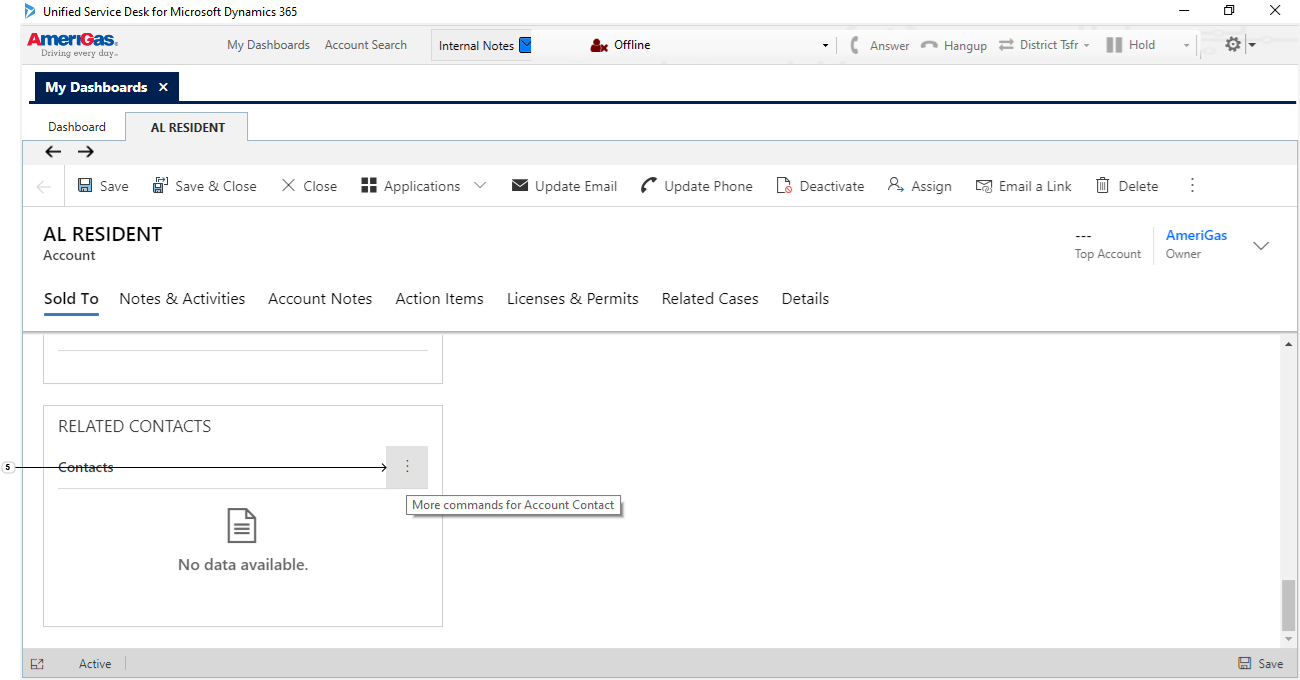 Unified Service Desk for Microsoft Dynamics 365
AmeriGas.
Driving every day...
My Dashboards Account Search Internal Notes Offline Answer Hangup District Tsfr Hold
My Dashboards
Dashboard AL RESIDENT
Save Save & Close Close Applications Update Email Update Phone Deactivate Assign Email a Link Delete
AL RESIDENT
Account
---
Top Account
AmeriGas
Owner
Sold To Notes & Activities Account Notes Action Items Licenses & Permits Related Cases Details
RELATED CONTACTS
5
Contacts
More commands for Account Contact
No data available.
Active Save